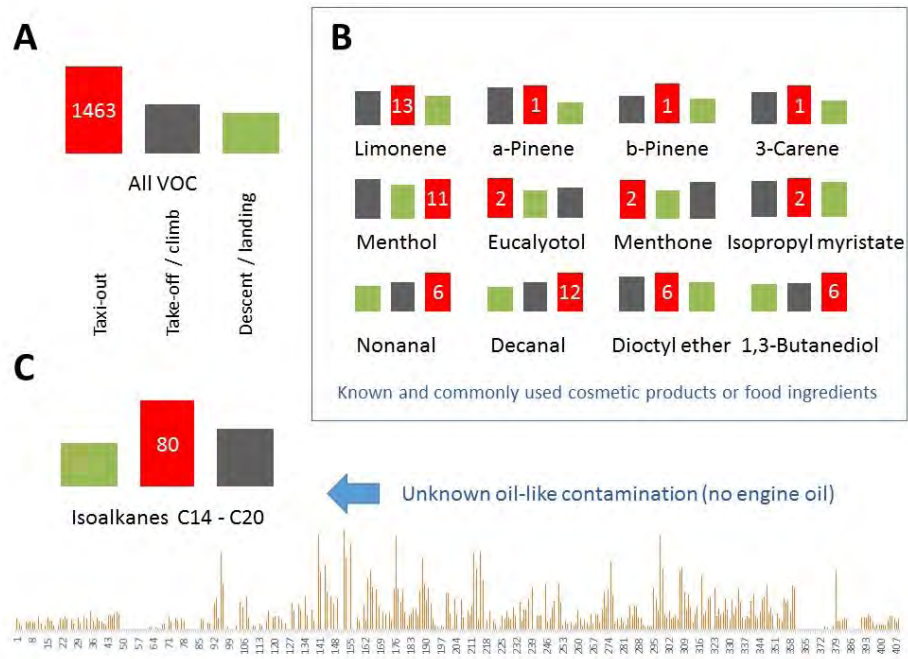 A
1463
All VOC
Taxi-out
Take-off / climb
Descent / landing
B
13 1 1 1
Limonene a-Pinene b-Pinene 3-Carene
11 2 2 2
Menthol Eucalyotol Menthone Isopropyl myristate
6 12 6 6
Nonanal Decanal Dioctyl ether 1,3-Butanediol
Known and commonly used cosmetic products or food ingredients
C
80
Isoalkanes C14 - C20
Unknown oil-like contamination (no engine oil)
1 8 15 22 29 36 43 50 57 64 71 78 85 92 99 106 113 120 127 134 141 148 155 162 169 176 183 190 197 204 211 218 225 232 239 246 253 260 267 274 281 288 295 302 309 316 323 330 337 344 351 358 365 372 379 386 393 400 407